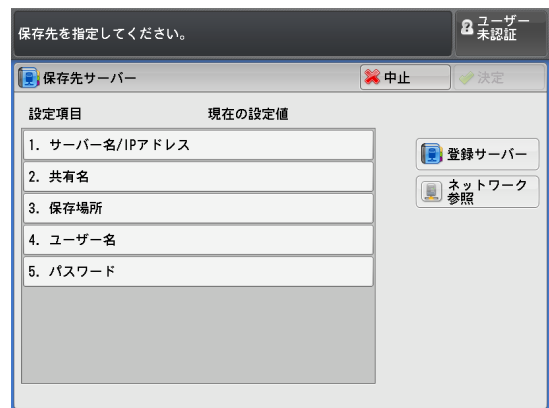 保存先を指定してください。
ユーザー
未認証
保存先サーバー
中止
決定
設定項目 現在の設定値
1. サーバー名/IPアドレス
2. 共有名
3. 保存場所
4. ユーザー名
5. パスワード
登録サーバー
ネットワーク
参照